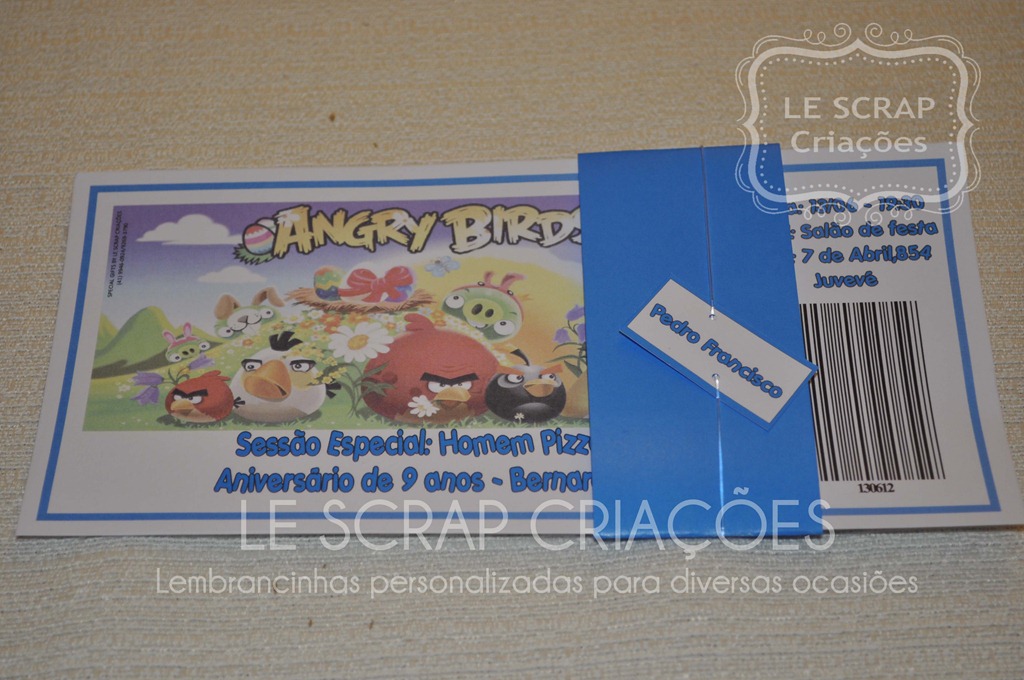 LE SCRAP
Criações
ANGRY BIRDS
Salão de festa
7 de Abril,854
Juvevê
Pedro Francisco
Sessão Especial: Homem Pizz
Aniversário de 9 anos - Bernar
130612
LE SCRAP CRIAÇÕES
Lembrancinhas personalizadas para diversas ocasiões